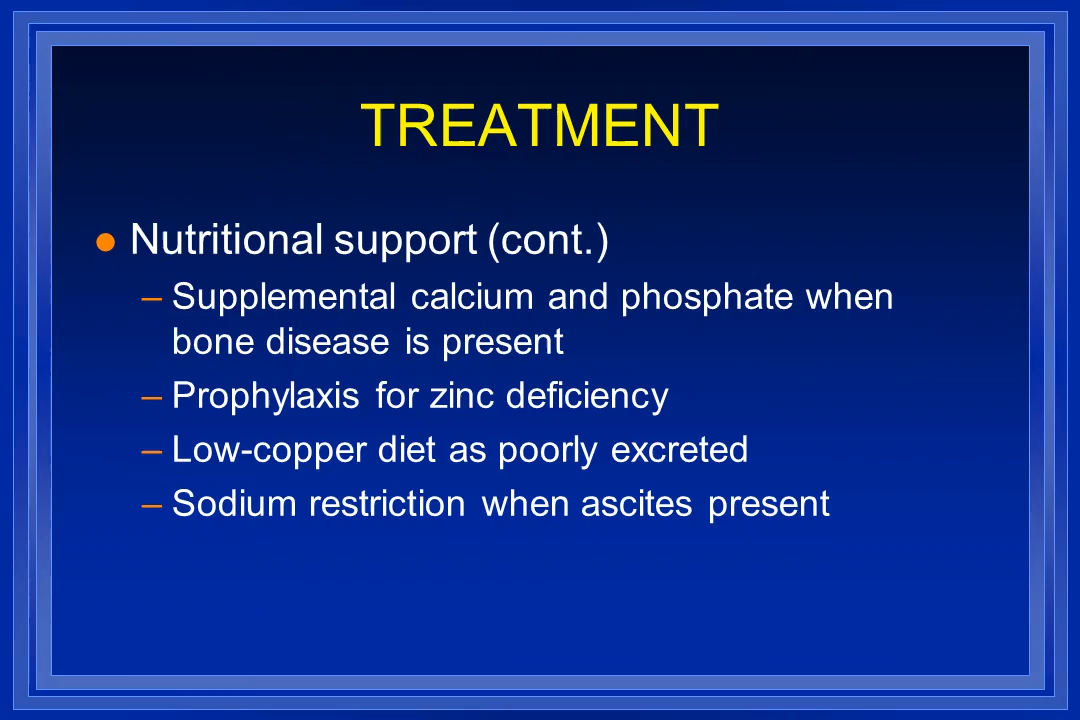 TREATMENT
● Nutritional support (cont.)
– Supplemental calcium and phosphate when
bone disease is present
– Prophylaxis for zinc deficiency
– Low-copper diet as poorly excreted
– Sodium restriction when ascites present